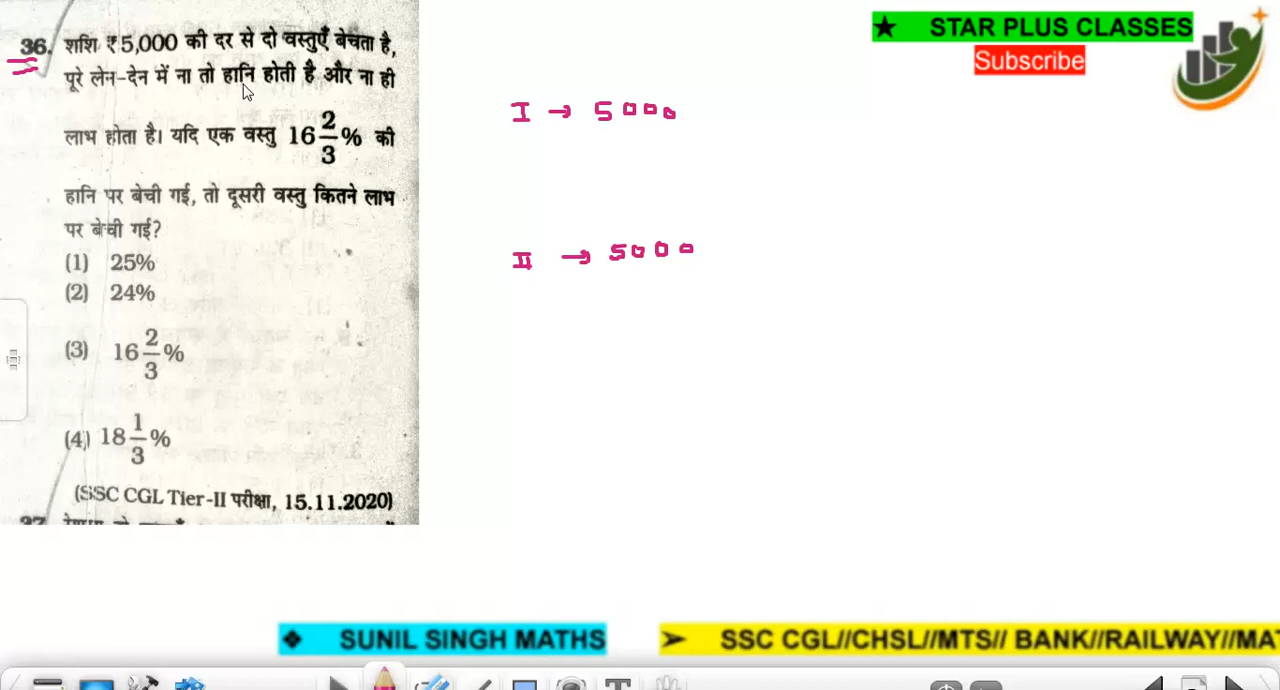 36. शशि ₹5,000 की दर से दो वस्तुएँ बेचता है,
पूरे लेन-देन में ना तो हानि होती है और ना ही
लाभ होता है। यदि एक वस्तु 16 2/3 % की
हानि पर बेची गई, तो दूसरी वस्तु कितने लाभ
पर बेची गई?
(1) 25%
(2) 24%
(3) 16 2/3 %
(4) 18 1/3 %
(SSC CGL Tier-II परीक्षा, 15.11.2020)
I → 5000
II → 5000
★ STAR PLUS CLASSES
Subscribe
❖ SUNIL SINGH MATHS
➢ SSC CGL//CHSL//MTS// BANK//RAILWAY//MA